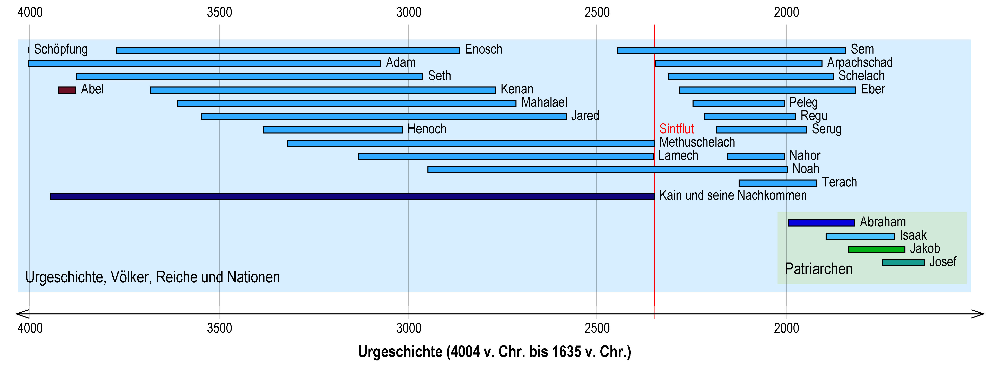 4000 3500 3000 2500 2000
Schöpfung Enosch Sem
Adam Arpachschad
Seth Schelach
Abel Kenan Eber
Mahalael Peleg
Jared Regu
Henoch Sintflut Serug
Methuschelach
Lamech Nahor
Noah
Terach
Kain und seine Nachkommen
Abraham
Isaak
Jakob
Josef
Patriarchen
Urgeschichte, Völker, Reiche und Nationen
4000 3500 3000 2500 2000
Urgeschichte (4004 v. Chr. bis 1635 v. Chr.)